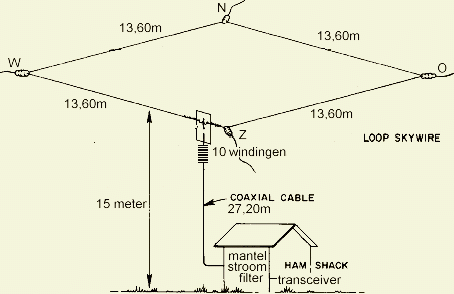 N
13,60m
13,60m
W
O
13,60m
13,60m
Z
LOOP SKYWIRE
10 windingen
15 meter
COAXIAL CABLE
27,20m
mantel
stroom
filter
HAM SHACK
transceiver